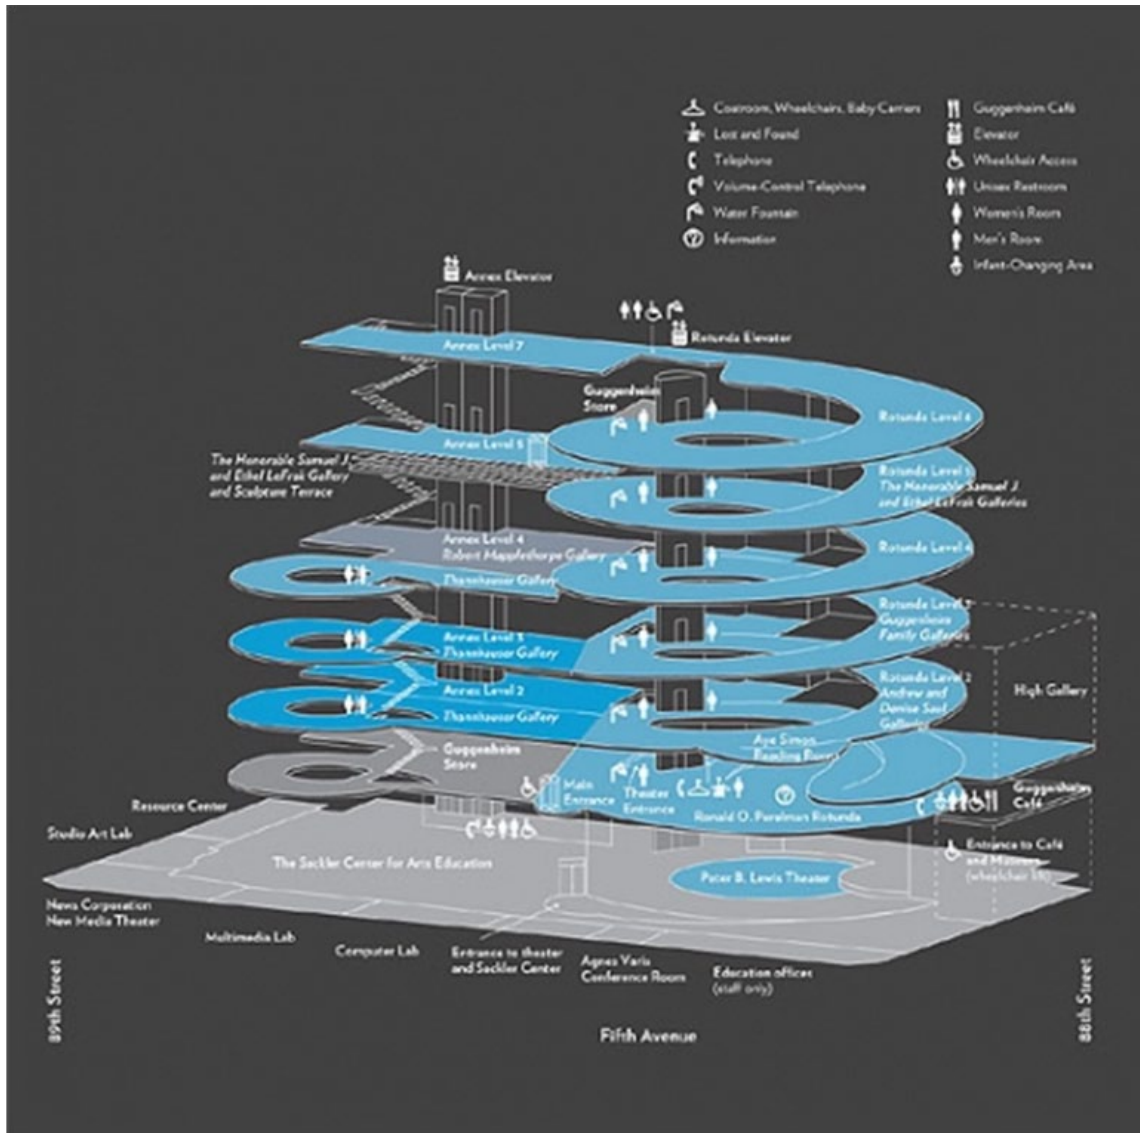 Coatroom, Wheelchairs, Baby Carriers
Lost and Found
Telephone
Volume-Control Telephone
Water Fountain
Information
Guggenheim Café
Elevator
Wheelchair Access
Unisex Restroom
Women's Room
Men's Room
Infant-Changing Area
Annex Elevator
Rotunda Elevator
Annex Level 7
Guggenheim
Store
Rotunda Level 6
Annex Level 5
The Honorable Samuel J.
and Ethel LeFrak Gallery
and Sculpture Terrace
Rotunda Level 5
The Honorable Samuel J.
and Ethel LeFrak Galleries
Annex Level 4
Robert Mapplethorpe Gallery
Rotunda Level 4
Thannhauser Gallery
Rotunda Level 3
Guggenheim
Family Galleries
Annex Level 3
Thannhauser Gallery
Rotunda Level 2
Andrew and
Denise Saul
Galleries
Annex Level 2
Thannhauser Gallery
High Gallery
Aye Simon
Reading Room
Guggenheim
Store
Main
Entrance
Theater
Entrance
Ronald O. Perelman Rotunda
Guggenheim
Café
Resource Center
Studio Art Lab
The Sackler Center for Arts Education
Entrance to Café
and Museum
(wheelchair lift)
Peter B. Lewis Theater
News Corporation
New Media Theater
Multimedia Lab
Computer Lab
Entrance to theater
and Sackler Center
Agnes Varis
Conference Room
Education offices
(staff only)
89th Street
Fifth Avenue
88th Street